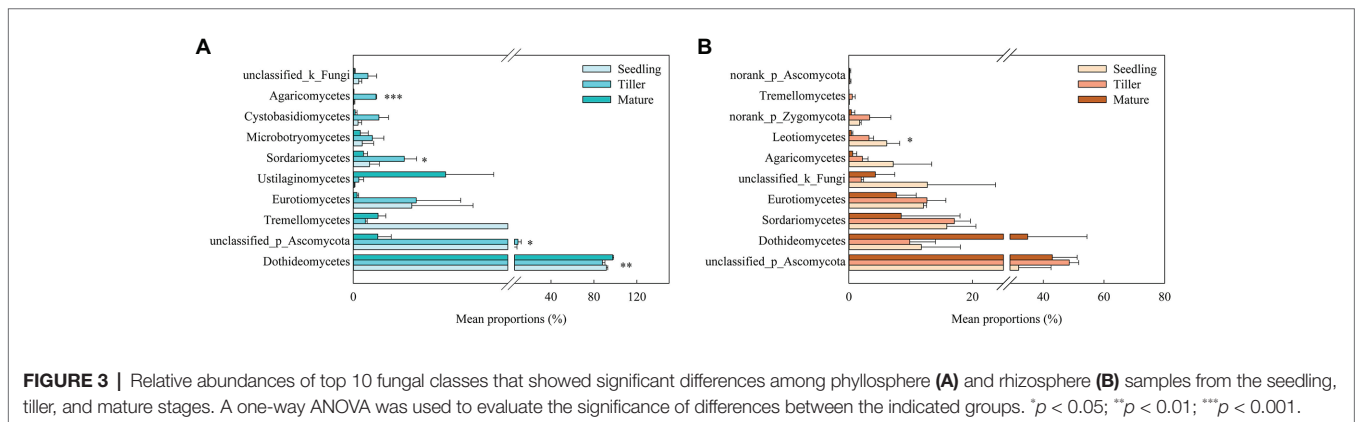 A
unclassified_k_Fungi
Agaricomycetes
***
Cystobasidiomycetes
Microbotryomycetes
Sordariomycetes
*
Ustilaginomycetes
Eurotiomycetes
Tremellomycetes
unclassified_p_Ascomycota
*
Dothideomycetes
**
Seedling
Tiller
Mature
0
40
80
120
Mean proportions (%)
B
norank_p_Ascomycota
Tremellomycetes
norank_p_Zygomycota
Leotiomycetes
*
Agaricomycetes
unclassified_k_Fungi
Eurotiomycetes
Sordariomycetes
Dothideomycetes
unclassified_p_Ascomycota
Seedling
Tiller
Mature
0
20
40
60
80
Mean proportions (%)
FIGURE 3 | Relative abundances of top 10 fungal classes that showed significant differences among phyllosphere (A) and rhizosphere (B) samples from the seedling,
tiller, and mature stages. A one-way ANOVA was used to evaluate the significance of differences between the indicated groups. *p < 0.05; **p < 0.01; ***p < 0.001.